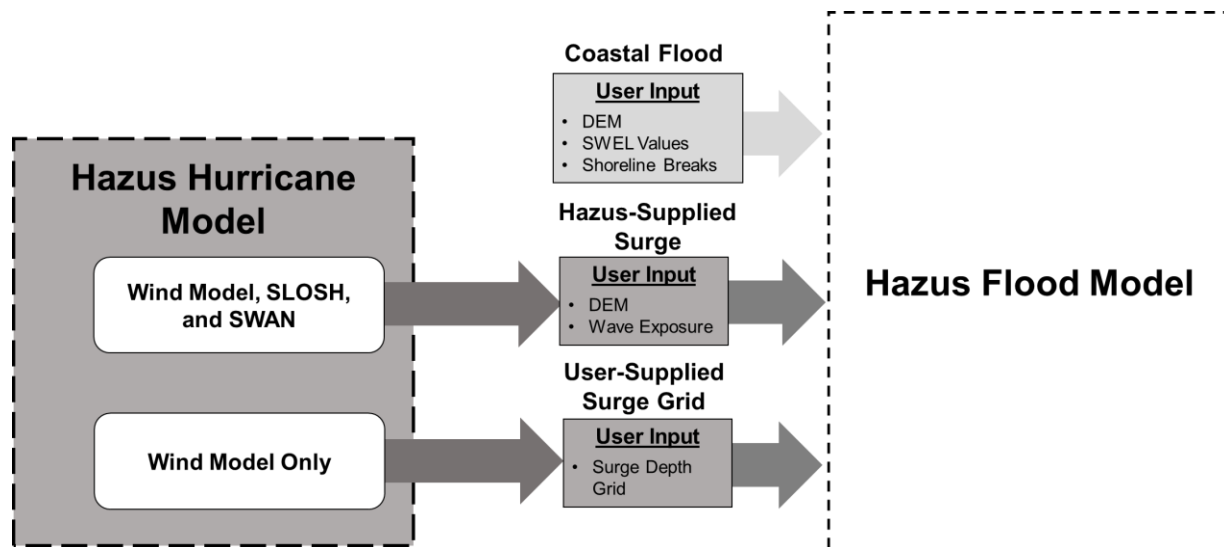 Coastal Flood
User Input
• DEM
• SWEL Values
• Shoreline Breaks
Hazus Hurricane
Model
Hazus-Supplied
Surge
Wind Model, SLOSH,
and SWAN
User Input
• DEM
• Wave Exposure
Hazus Flood Model
User-Supplied
Surge Grid
Wind Model Only
User Input
• Surge Depth
Grid